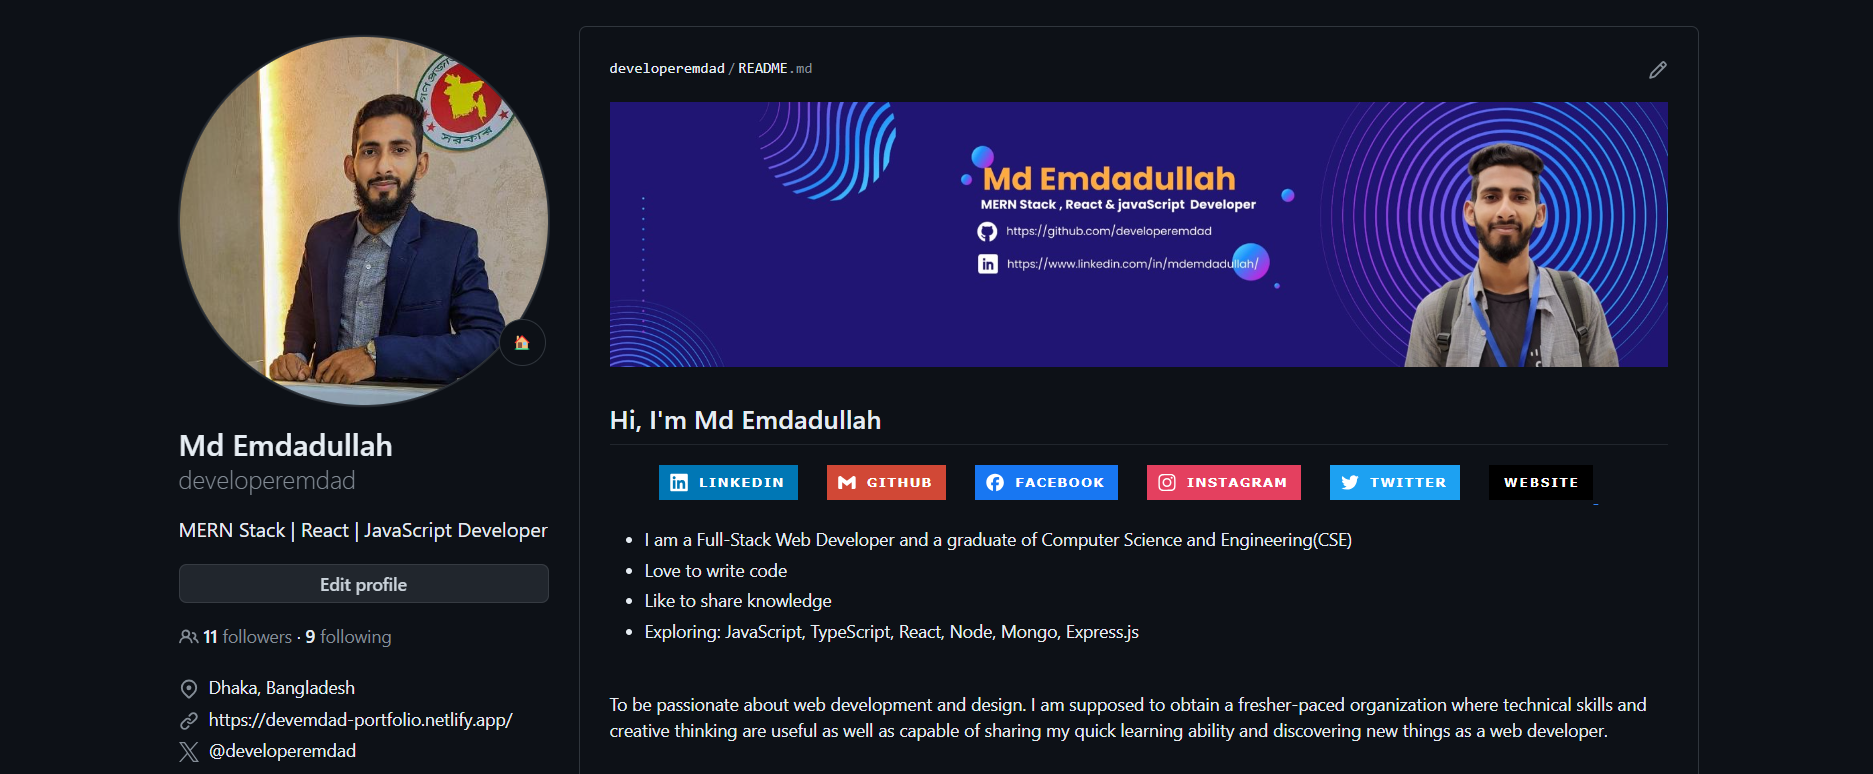 গণপ্রজা
সরকার
Md Emdadullah
developeremdad
MERN Stack | React | JavaScript Developer
Edit profile
11 followers · 9 following
Dhaka, Bangladesh
https://devemdad-portfolio.netlify.app/
@developeremdad
developeremdad/README.md
Md Emdadullah
MERN Stack , React & javaScript Developer
https://github.com/developeremdad
https://www.linkedin.com/in/mdemdadullah/
Hi, I'm Md Emdadullah
LINKEDIN GITHUB FACEBOOK INSTAGRAM TWITTER WEBSITE
• I am a Full-Stack Web Developer and a graduate of Computer Science and Engineering(CSE)
• Love to write code
• Like to share knowledge
• Exploring: JavaScript, TypeScript, React, Node, Mongo, Express.js
To be passionate about web development and design. I am supposed to obtain a fresher-paced organization where technical skills and
creative thinking are useful as well as capable of sharing my quick learning ability and discovering new things as a web developer.